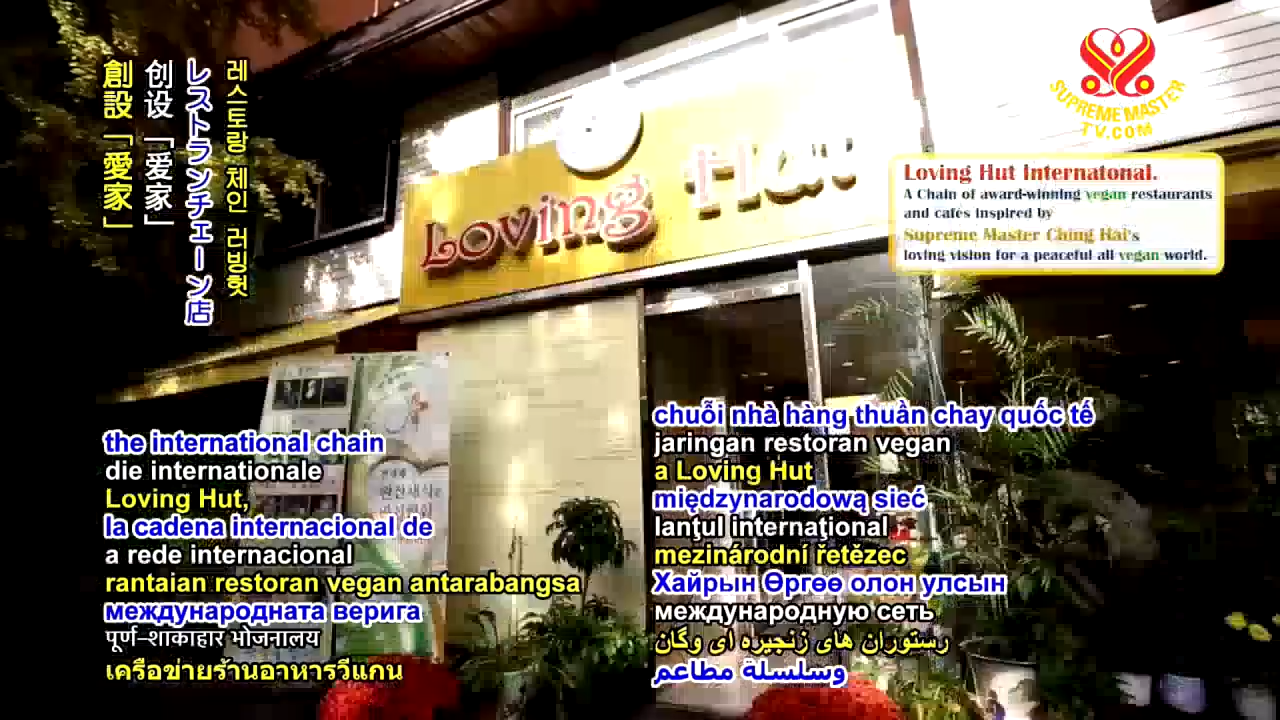 創設「愛家」
创设「爱家」
レストランチェーン店
레스토랑 체인 러빙헛
Loving Hut
SUPREME MASTER
TV.COM
Loving Hut Internatonal.
A Chain of award-winning vegan restaurants
and cafés inspired by
Supreme Master Ching Hai's
loving vision for a peaceful all vegan world.
the international chain
die internationale
Loving Hut,
la cadena internacional de
a rede internacional
rantaian restoran vegan antarabangsa
международната верига
पूर्ण-शाकाहार भोजनालय
เครือข่ายร้านอาหารวีแกน
chuỗi nhà hàng thuần chay quốc tế
jaringan restoran vegan
a Loving Hut
międzynarodową sieć
lanţul internaţional
mezinárodní řetězec
Хайрын Өргөө олон улсын
международную сеть
رستوران های زنجیره ای وگان
وسلسلة مطاعم